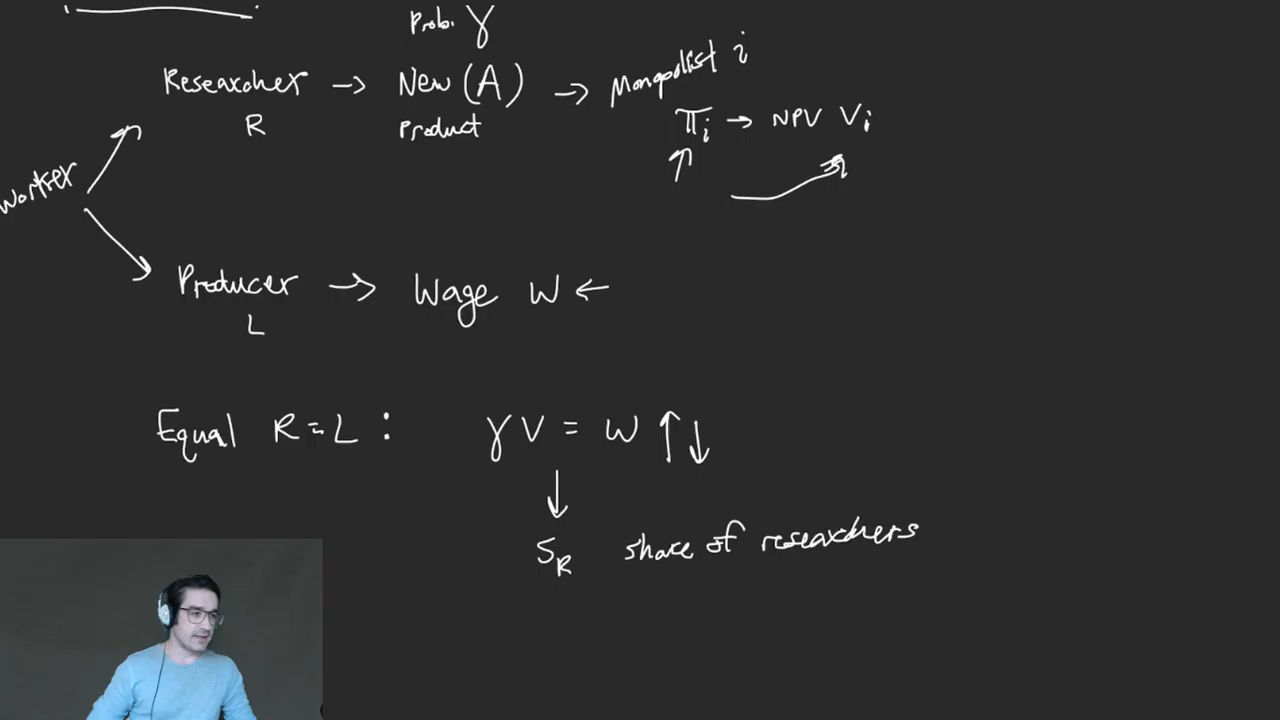 Prob. γ
Researcher → New (A) → Monopolist i
R Product πi → NPV Vi
↑
Worker
Producer → Wage W ←
L
Equal R = L : γV = W ↑↓
↓
SR share of researchers